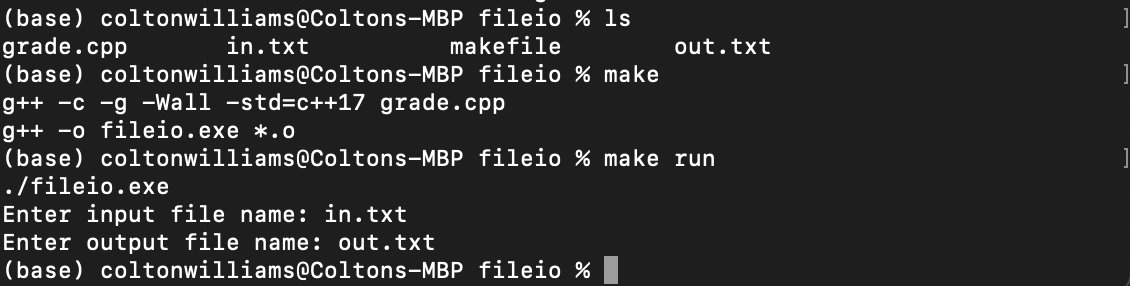 (base) coltonwilliams@Coltons-MBP fileio % ls
grade.cpp       in.txt          makefile        out.txt
(base) coltonwilliams@Coltons-MBP fileio % make
g++ -c -g -Wall -std=c++17 grade.cpp
g++ -o fileio.exe *.o
(base) coltonwilliams@Coltons-MBP fileio % make run
./fileio.exe
Enter input file name: in.txt
Enter output file name: out.txt
(base) coltonwilliams@Coltons-MBP fileio %